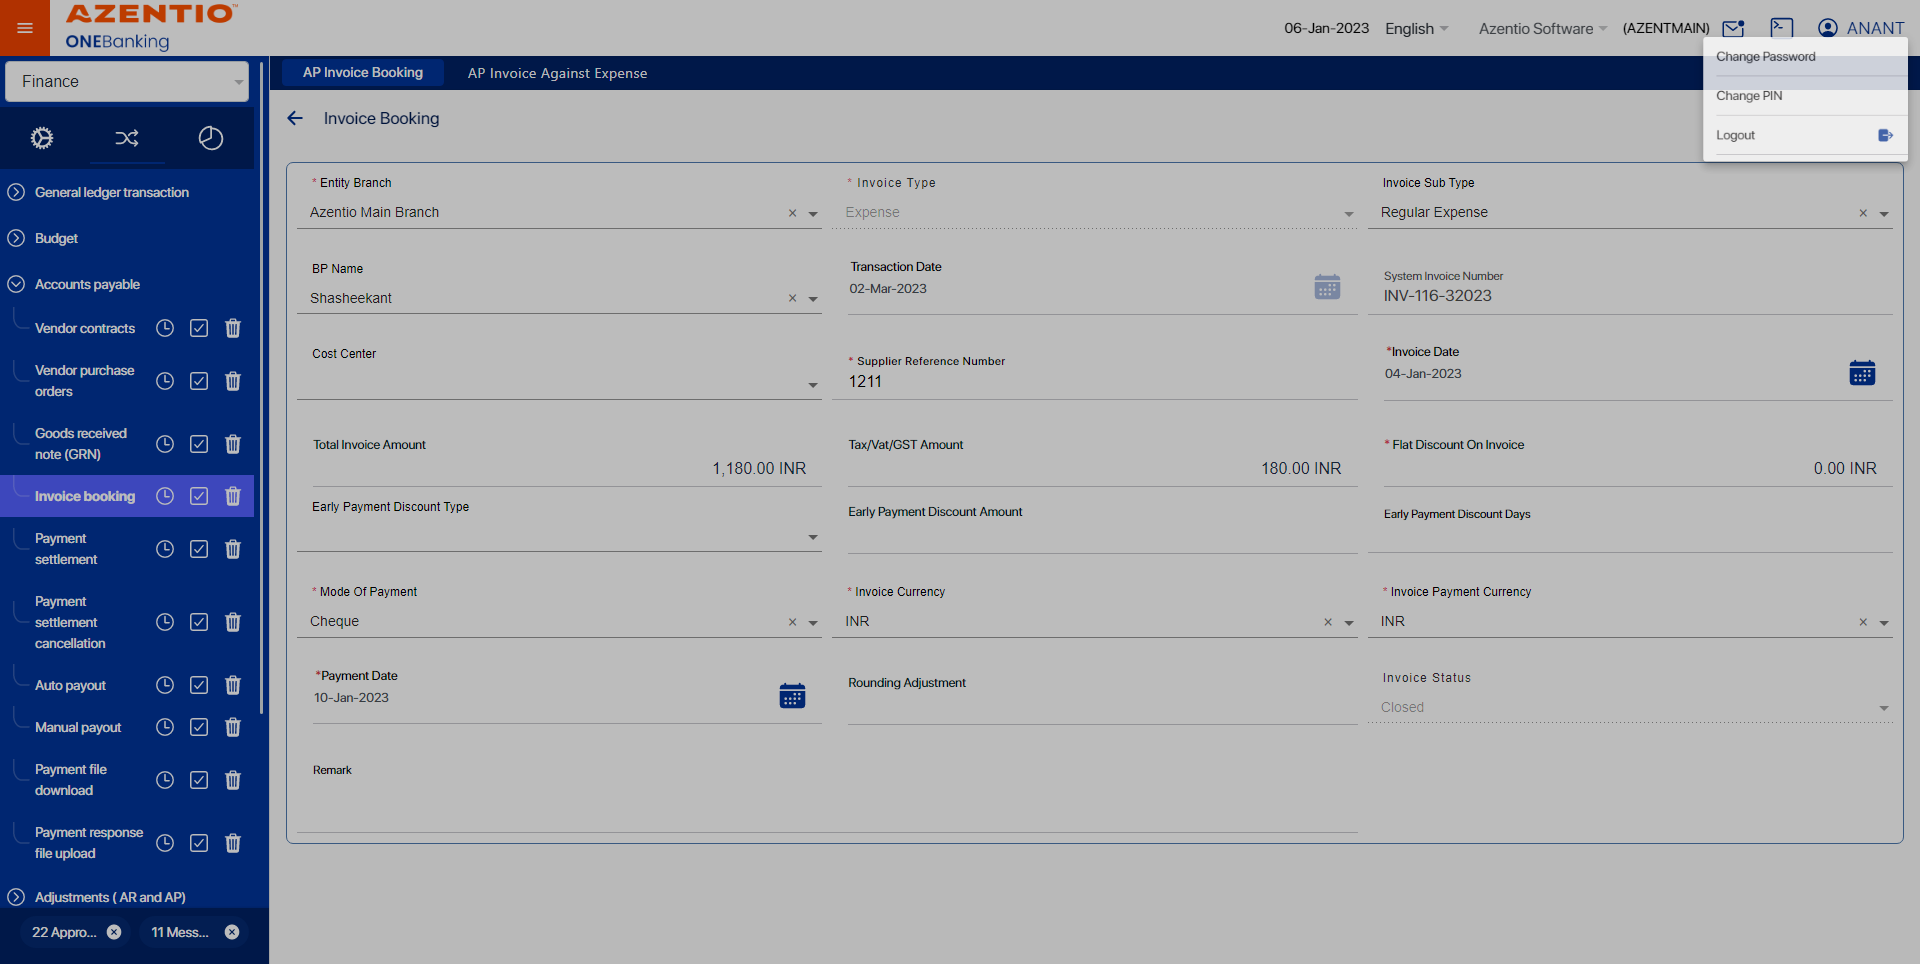 AZENTIO™
ONEBanking
06-Jan-2023
English
Azentio Software
(AZENTMAIN)
ANANT
Change Password
Change PIN
Logout
Finance
General ledger transaction
Budget
Accounts payable
Vendor contracts
Vendor purchase
orders
Goods received
note (GRN)
Invoice booking
Payment
settlement
Payment
settlement
cancellation
Auto payout
Manual payout
Payment file
download
Payment response
file upload
Adjustments ( AR and AP)
22 Appro...
11 Mess...
AP Invoice Booking
AP Invoice Against Expense
Invoice Booking
* Entity Branch
Azentio Main Branch
* Invoice Type
Expense
Invoice Sub Type
Regular Expense
BP Name
Shasheekant
Transaction Date
02-Mar-2023
System Invoice Number
INV-116-32023
Cost Center
* Supplier Reference Number
1211
*Invoice Date
04-Jan-2023
Total Invoice Amount
1,180.00 INR
Tax/Vat/GST Amount
180.00 INR
* Flat Discount On Invoice
0.00 INR
Early Payment Discount Type
Early Payment Discount Amount
Early Payment Discount Days
* Mode Of Payment
Cheque
* Invoice Currency
INR
* Invoice Payment Currency
INR
*Payment Date
10-Jan-2023
Rounding Adjustment
Invoice Status
Closed
Remark